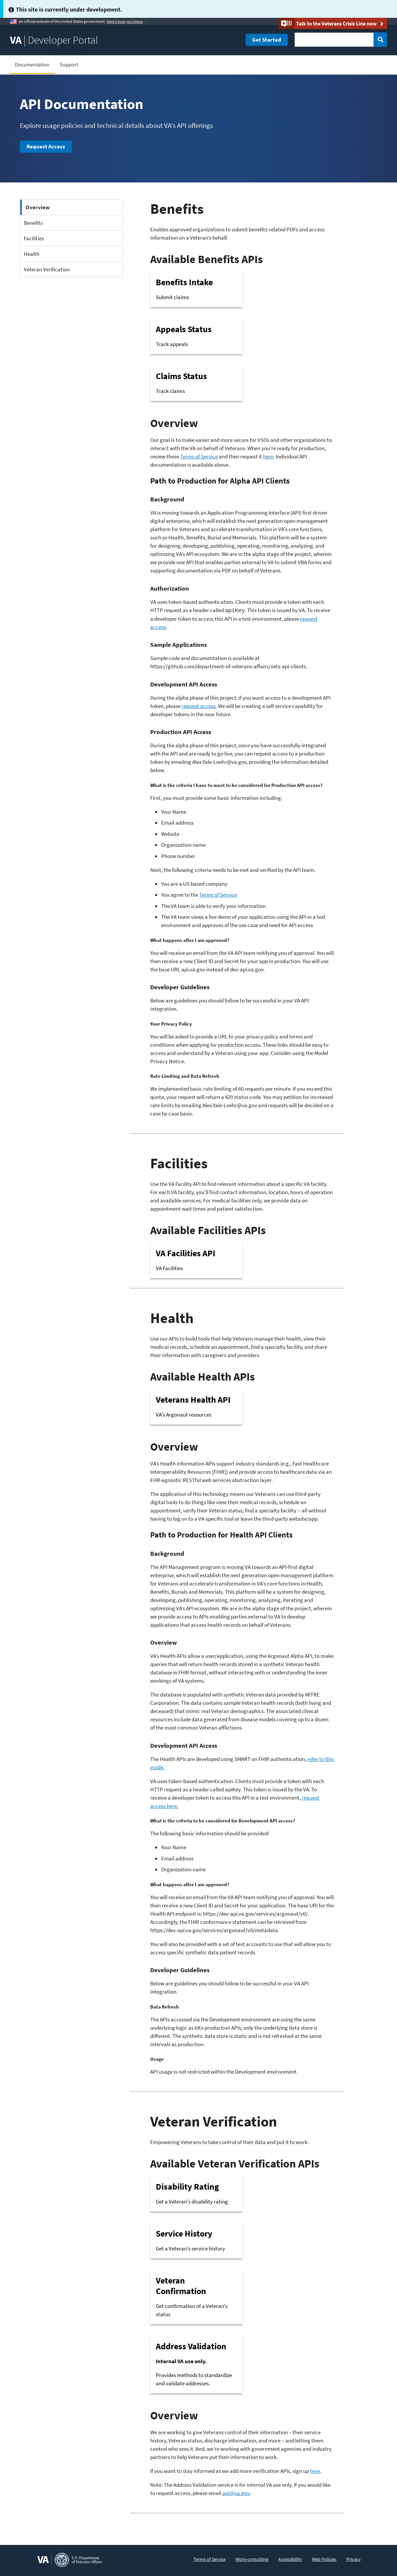 This site is currently under development.
An official website of the United States government. Here's how you know
Talk to the Veterans Crisis Line now
VA | Developer Portal
Get Started
Documentation
Support
API Documentation
Explore usage policies and technical details about VA's API offerings
Request Access
Overview
Benefits
Facilities
Health
Veteran Verification
Benefits
Enables approved organizations to submit benefits-related PDFs and access
information on a Veteran's behalf.
Available Benefits APIs
Benefits Intake
Submit claims
Appeals Status
Track appeals
Claims Status
Track claims
Overview
Our goal is to make easier and more secure for VSOs and other organizations to
interact with the VA on behalf of Veterans. When you're ready for production,
review these Terms of Service and then request it here. Individual API
documentation is available above.
Path to Production for Alpha API Clients
Background
VA is moving towards an Application Programming Interface (API) first driven
digital enterprise, which will establish the next generation open management
platform for Veterans and accelerate transformation in VA's core functions,
such as Health, Benefits, Burial and Memorials. This platform will be a system
for designing, developing, publishing, operating, monitoring, analyzing, and
optimizing VA's API ecosystem. We are in the alpha stage of the project, wherein
we provide one API that enables parties external to VA to submit VBA forms and
supporting documentation via PDF on behalf of Veterans.
Authorization
VA uses token-based authentication. Clients must provide a token with each
HTTP request as a header called apiKey. This token is issued by VA. To receive
a developer token to access this API in a test environment, please request
access.
Sample Applications
Sample code and documentation is available at
https://github.com/department-of-veterans-affairs/vets-api-clients.
Development API Access
During the alpha phase of this project, if you want access to a development API
token, please request access. We will be creating a self service capability for
developer tokens in the near future.
Production API Access
During the alpha phase of this project, once you have successfully integrated
with the API and are ready to go live, you can request access to a production
token by emailing Alex.Yale-Loehr@va.gov, providing the information detailed
below.
What is the criteria I have to meet to be considered for Production API access?
First, you must provide some basic information including:
• Your Name
• Email address
• Website
• Organization name
• Phone number
Next, the following criteria needs to be met and verified by the API team.
• You are a US based company
• You agree to the Terms of Service
• The VA team is able to verify your information
• The VA team views a live demo of your application using the API in a test
environment and approves of the use case and need for API access
What happens after I am approved?
You will receive an email from the VA API team notifying you of approval. You will
then receive a new Client ID and Secret for your app in production. You will use
the base URL api.va.gov instead of dev-api.va.gov.
Developer Guidelines
Below are guidelines you should follow to be successful in your VA API
integration.
Your Privacy Policy
You will be asked to provide a URL to your privacy policy and terms and
conditions when applying for production access. These links should be easy to
access and understand by a Veteran using your app. Consider using the Model
Privacy Notice.
Rate Limiting and Data Refresh
We implemented basic rate limiting of 60 requests per minute. If you exceed this
quota, your request will return a 429 status code. You may petition for increased
rate limits by emailing Alex.Yale-Loehr@va.gov and requests will be decided on a
case by case basis.
Facilities
Use the VA Facility API to find relevant information about a specific VA facility.
For each VA facility, you'll find contact information, location, hours of operation
and available services. For medical facilities only, we provide data on
appointment wait times and patient satisfaction.
Available Facilities APIs
VA Facilities API
VA Facilities
Health
Use our APIs to build tools that help Veterans manage their health, view their
medical records, schedule an appointment, find a specialty facility, and share
their information with caregivers and providers.
Available Health APIs
Veterans Health API
VA's Argonaut resources
Overview
VA's Health Information APIs support industry standards (e.g., Fast Healthcare
Interoperability Resources [FHIR]) and provide access to healthcare data via an
EHR-agnostic RESTful web services abstraction layer.
The application of this technology means our Veterans can use third-party
digital tools to do things like view their medical records, schedule an
appointment, verify their Veteran status, find a specialty facility -- all without
having to log on to a VA-specific tool or leave the third-party website/app.
Path to Production for Health API Clients
Background
The API Management program is moving VA towards an API-first digital
enterprise, which will establish the next generation open management platform
for Veterans and accelerate transformation in VA's core functions in Health,
Benefits, Burials and Memorials. This platform will be a system for designing,
developing, publishing, operating, monitoring, analyzing, iterating and
optimizing VA's API ecosystem. We are in the alpha stage of the project, wherein
we provide access to APIs enabling parties external to VA to develop
applications that access health records on behalf of Veterans.
Overview
VA's Health APIs allow a user/application, using the Argonaut Alpha API, to make
queries that will return health records stored in a synthetic Veteran health
database in FHIR format, without interacting with or understanding the inner
workings of VA systems.
The database is populated with synthetic Veteran data provided by MITRE
Corporation. The data contains sample Veteran health records (both living and
deceased) that mimic real Veteran demographics. The associated clinical
resources include data generated from disease models covering up to a dozen
of the most common Veteran afflictions.
Development API Access
The Health APIs are developed using SMART on FHIR authentication, refer to this
guide.
VA uses token-based authentication. Clients must provide a token with each
HTTP request as a header called apiKey. This token is issued by the VA. To
receive a developer token to access this API in a test environment, request
access here.
What is the criteria to be considered for Development API access?
The following basic information should be provided:
• Your Name
• Email address
• Organization name
What happens after I am approved?
You will receive an email from the VA API team notifying you of approval. You will
then receive a new Client ID and Secret for your application. The base URI for the
Health API endpoint is: https://dev-api.va.gov/services/argonaut/v0/.
Accordingly, the FHIR conformance statement can be retrieved from
https://dev-api.va.gov/services/argonaut/v0/metadata.
You will also be provided with a set of test accounts to use that will allow you to
access specific synthetic data patient records.
Developer Guidelines
Below are guidelines you should follow to be successful in your VA API
integration.
Data Refresh
The APIs accessed via the Development environment are using the same
underlying logic as VA's production APIs; only the underlying data store is
different. The synthetic data store is static and is not refreshed at the same
intervals as production.
Usage
API usage is not restricted within the Development environment.
Veteran Verification
Empowering Veterans to take control of their data and put it to work.
Available Veteran Verification APIs
Disability Rating
Get a Veteran's disability rating
Service History
Get a Veteran's service history
Veteran
Confirmation
Get confirmation of a Veteran's
status
Address Validation
Internal VA use only.
Provides methods to standardize
and validate addresses.
Overview
We are working to give Veterans control of their information – their service
history, Veteran status, discharge information, and more – and letting them
control who sees it. And, we're working with government agencies and industry
partners to help Veterans put their information to work.
If you want to stay informed as we add more verification APIs, sign up here.
Note: The Address Validation service is for internal VA use only. If you would like
to request access, please email api@va.gov.
VA | U.S. Department
of Veterans Affairs
Terms of Service
Micro-consulting
Accessibility
Web Policies
Privacy